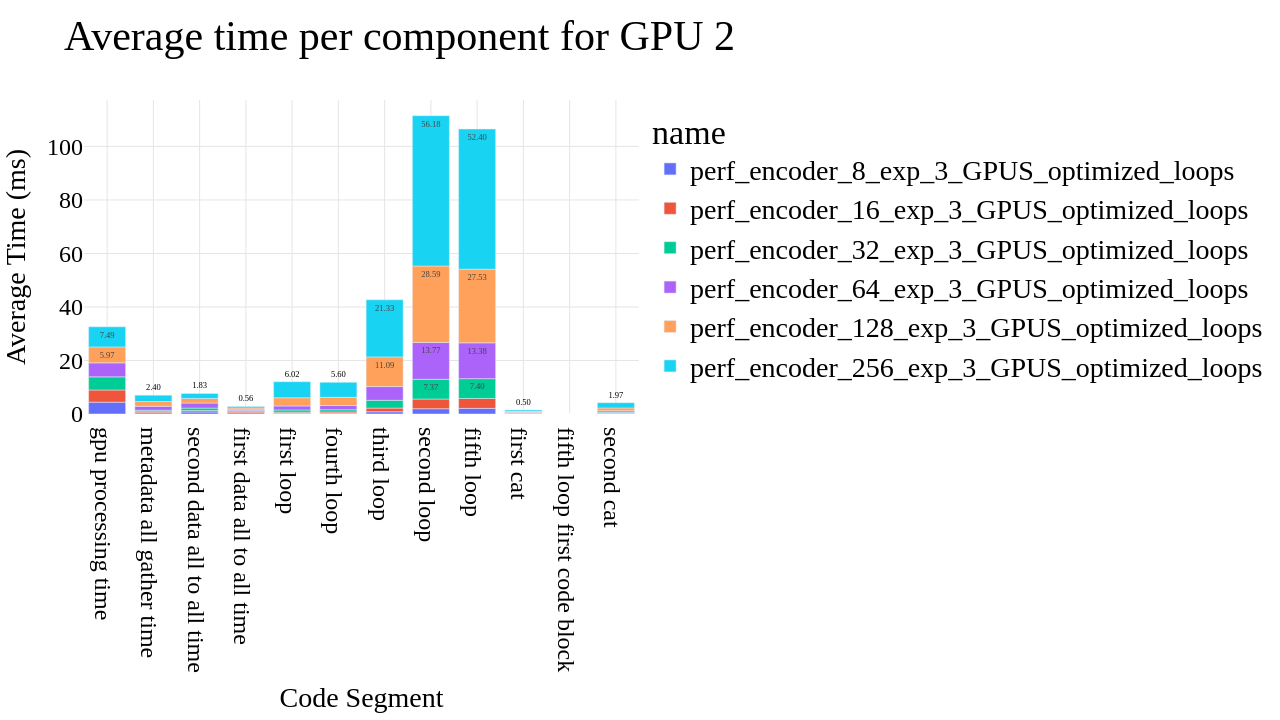 Average time per component for GPU 2
Average Time (ms)
100
80
60
40
20
0
7.49
5.97
2.40
1.83
0.56
6.02
5.60
21.33
11.09
56.18
28.59
13.77
7.37
52.40
27.53
13.38
7.40
0.50
1.97
gpu processing time
metadata all gather time
second data all to all time
first data all to all time
first loop
fourth loop
third loop
second loop
fifth loop
first cat
fifth loop first code block
second cat
Code Segment
name
perf_encoder_8_exp_3_GPUS_optimized_loops
perf_encoder_16_exp_3_GPUS_optimized_loops
perf_encoder_32_exp_3_GPUS_optimized_loops
perf_encoder_64_exp_3_GPUS_optimized_loops
perf_encoder_128_exp_3_GPUS_optimized_loops
perf_encoder_256_exp_3_GPUS_optimized_loops